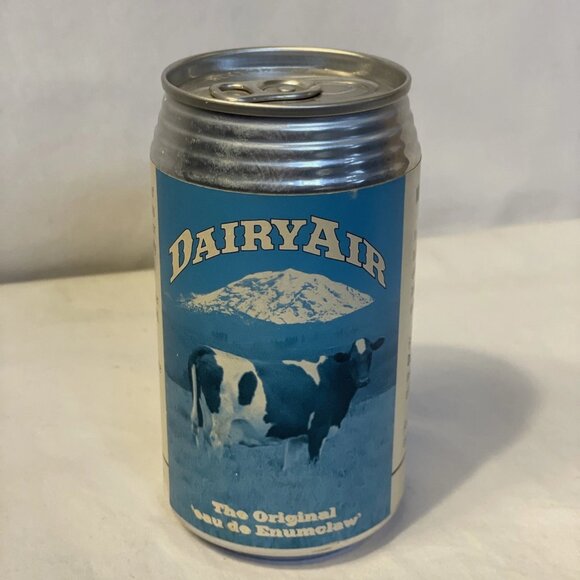 DAIRYAIR
The Original
'eau de Enumclaw'